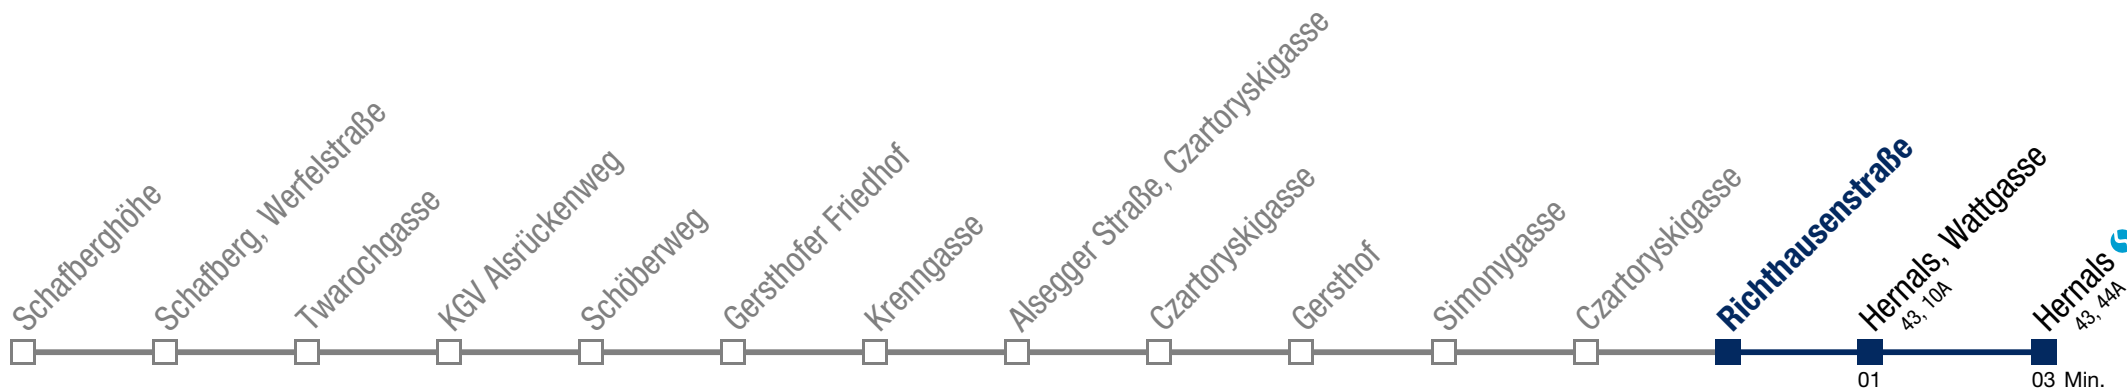 Schafberghöhe
Schafberg, Werfelstraße
Twarochgasse
KGV Alsrückenweg
Schöberweg
Gersthofer Friedhof
Krenngasse
Alsegger Straße, Czartoryskigasse
Czartoryskigasse
Gersthof
Simonygasse
Czartoryskigasse
Richthausenstraße
Hernals, Wattgasse
43, 10A
Hernals S
43, 44A
01
03 Min.